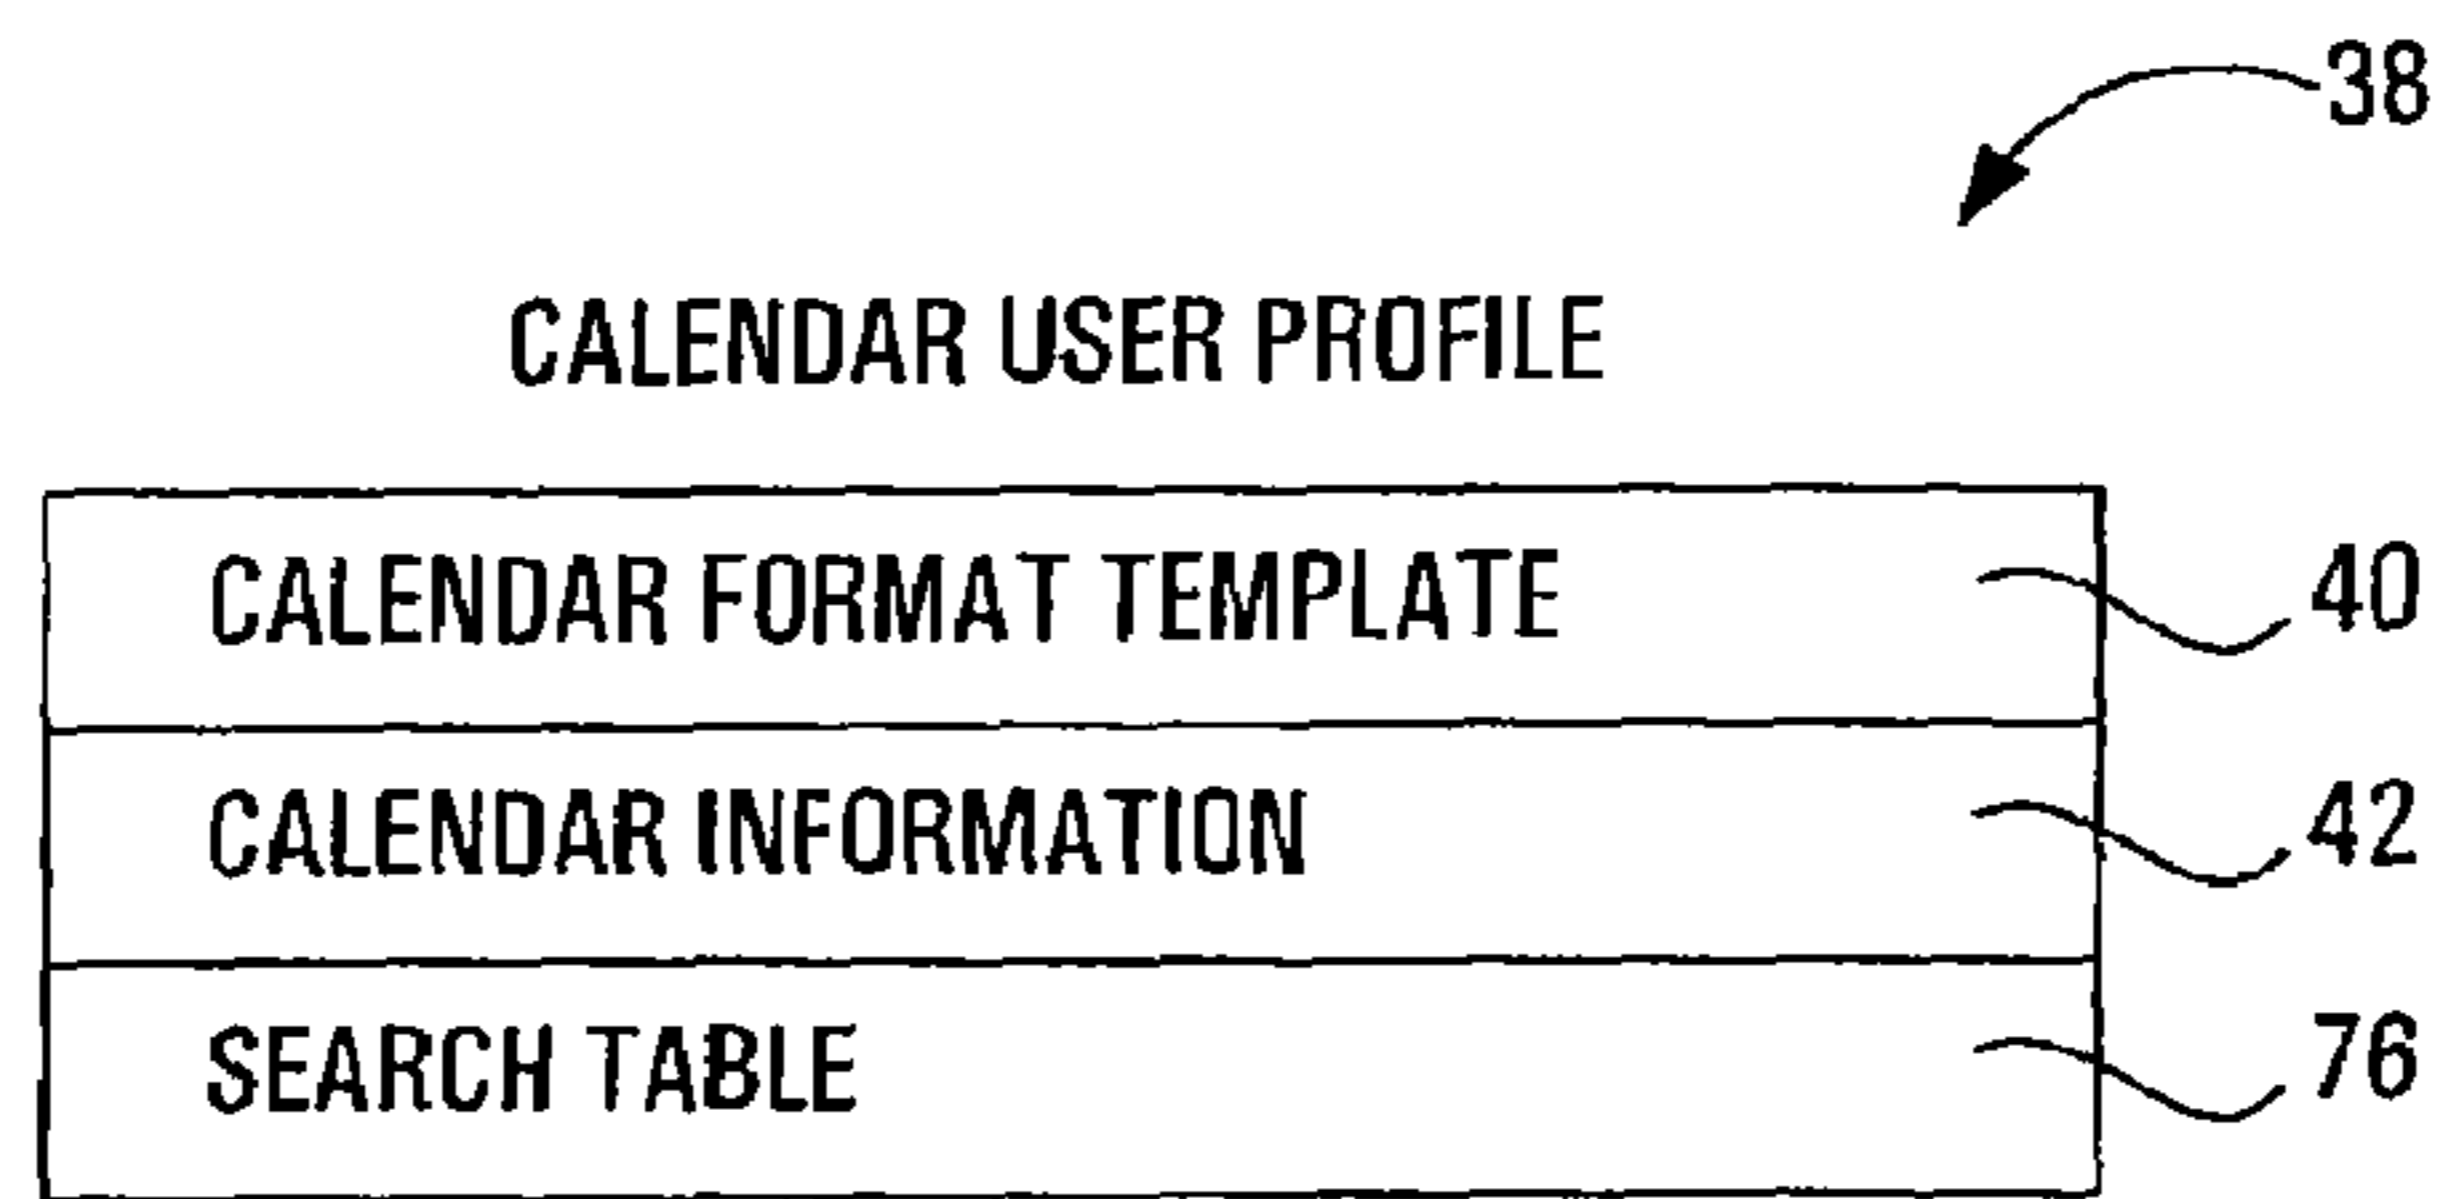 38
CALENDAR USER PROFILE
CALENDAR FORMAT TEMPLATE 40
CALENDAR INFORMATION 42
SEARCH TABLE 76